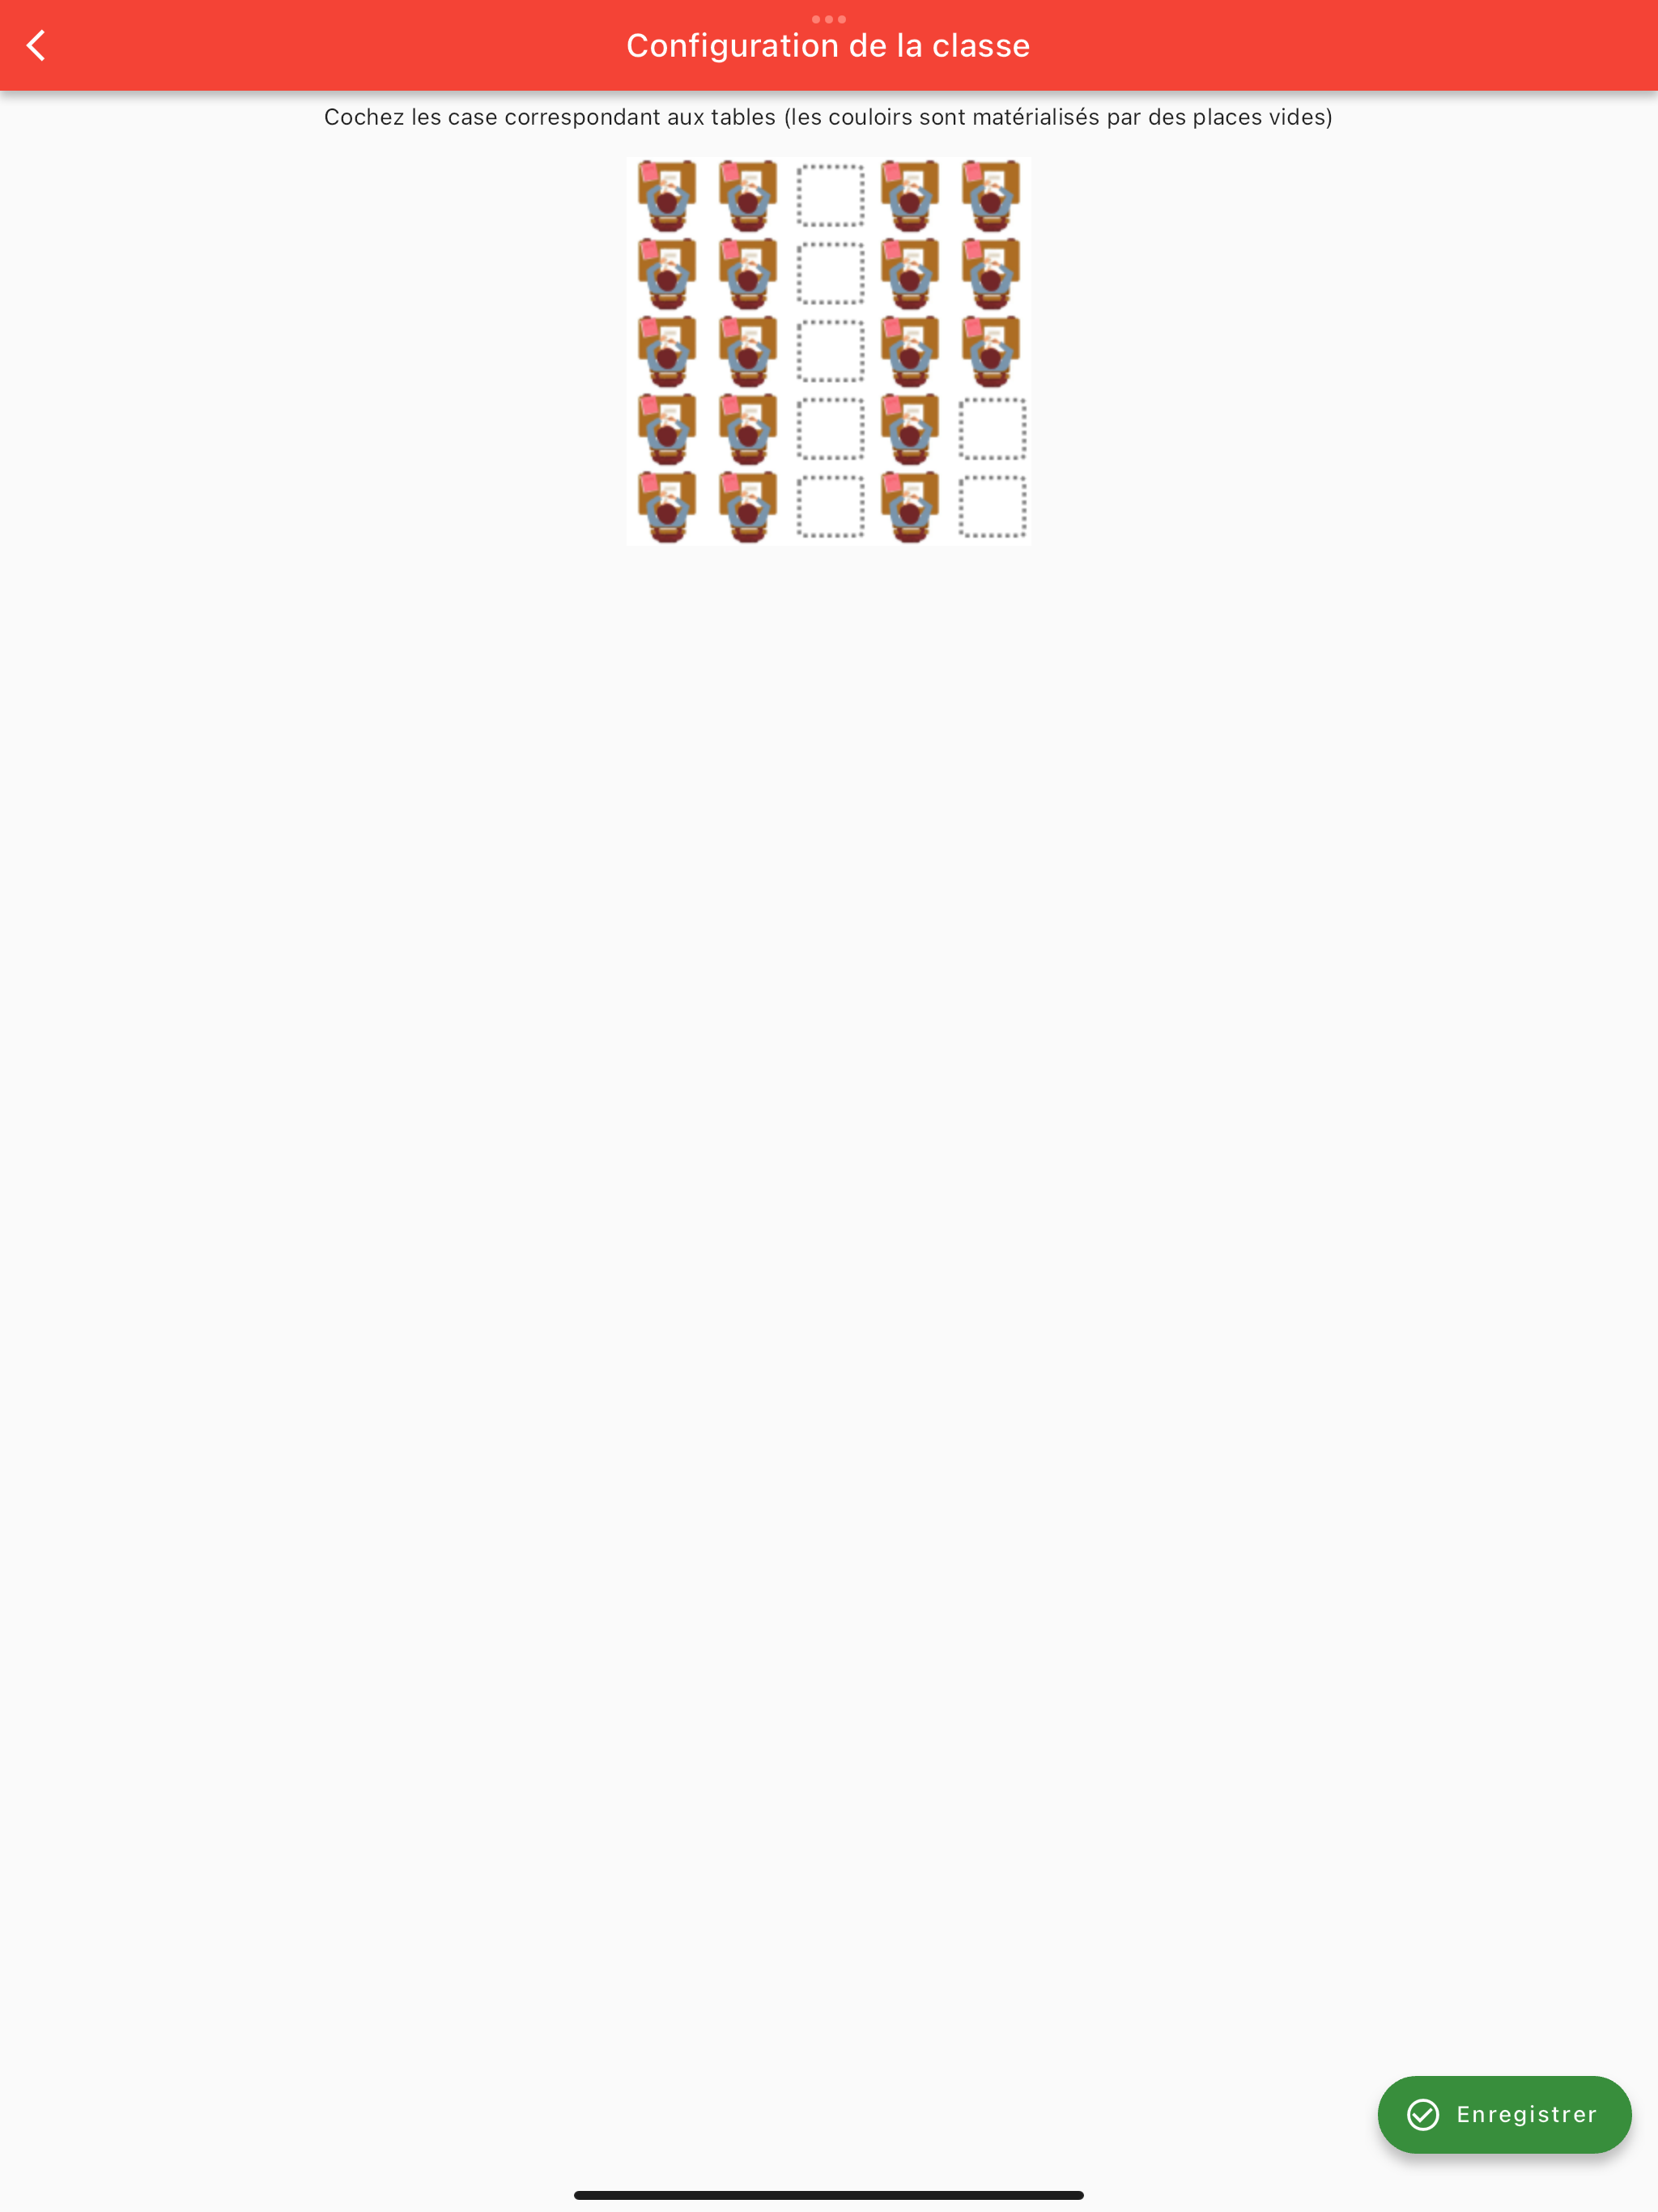 Configuration de la classe
Cochez les case correspondant aux tables (les couloirs sont matérialisés par des places vides)
Enregistrer